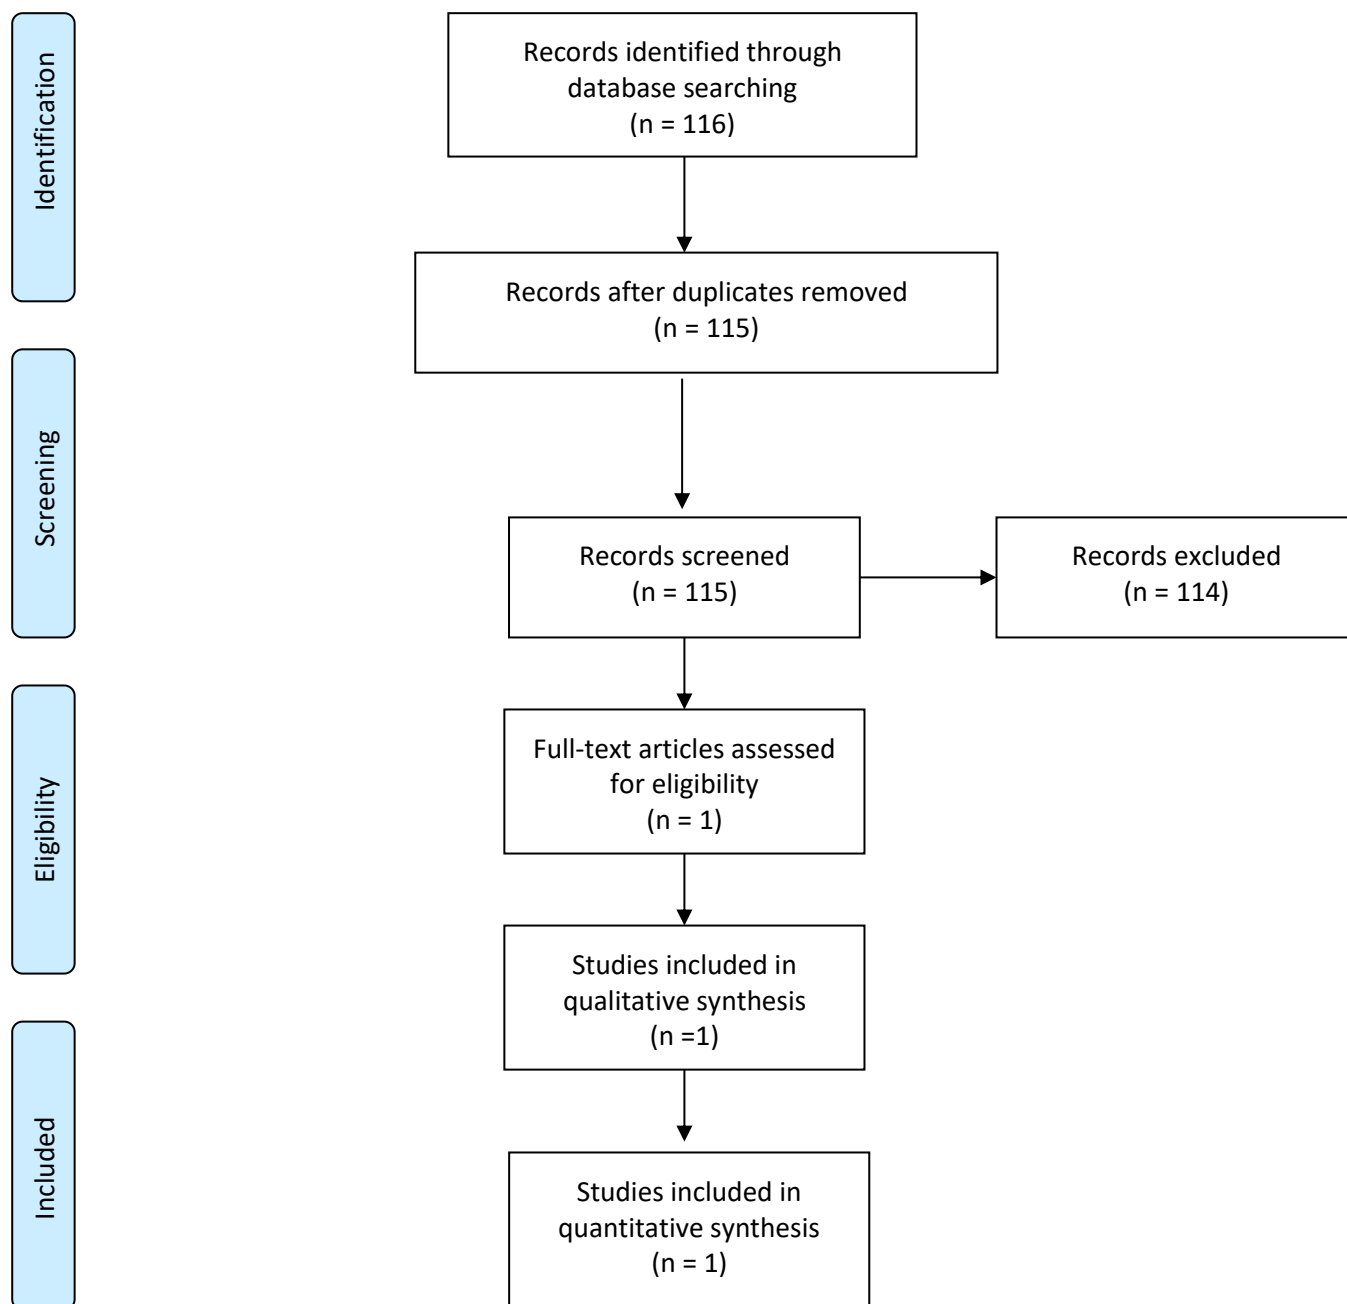 Identification
Records identified through
database searching
(n = 116)
Records after duplicates removed
(n = 115)
Screening
Records screened
(n = 115)
Records excluded
(n = 114)
Eligibility
Full-text articles assessed
for eligibility
(n = 1)
Studies included in
qualitative synthesis
(n =1)
Included
Studies included in
quantitative synthesis
(n = 1)